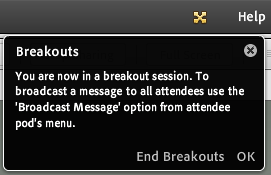 Help
Breakouts
You are now in a breakout session. To
broadcast a message to all attendees use the
'Broadcast Message' option from attendee
pod's menu.
End Breakouts OK